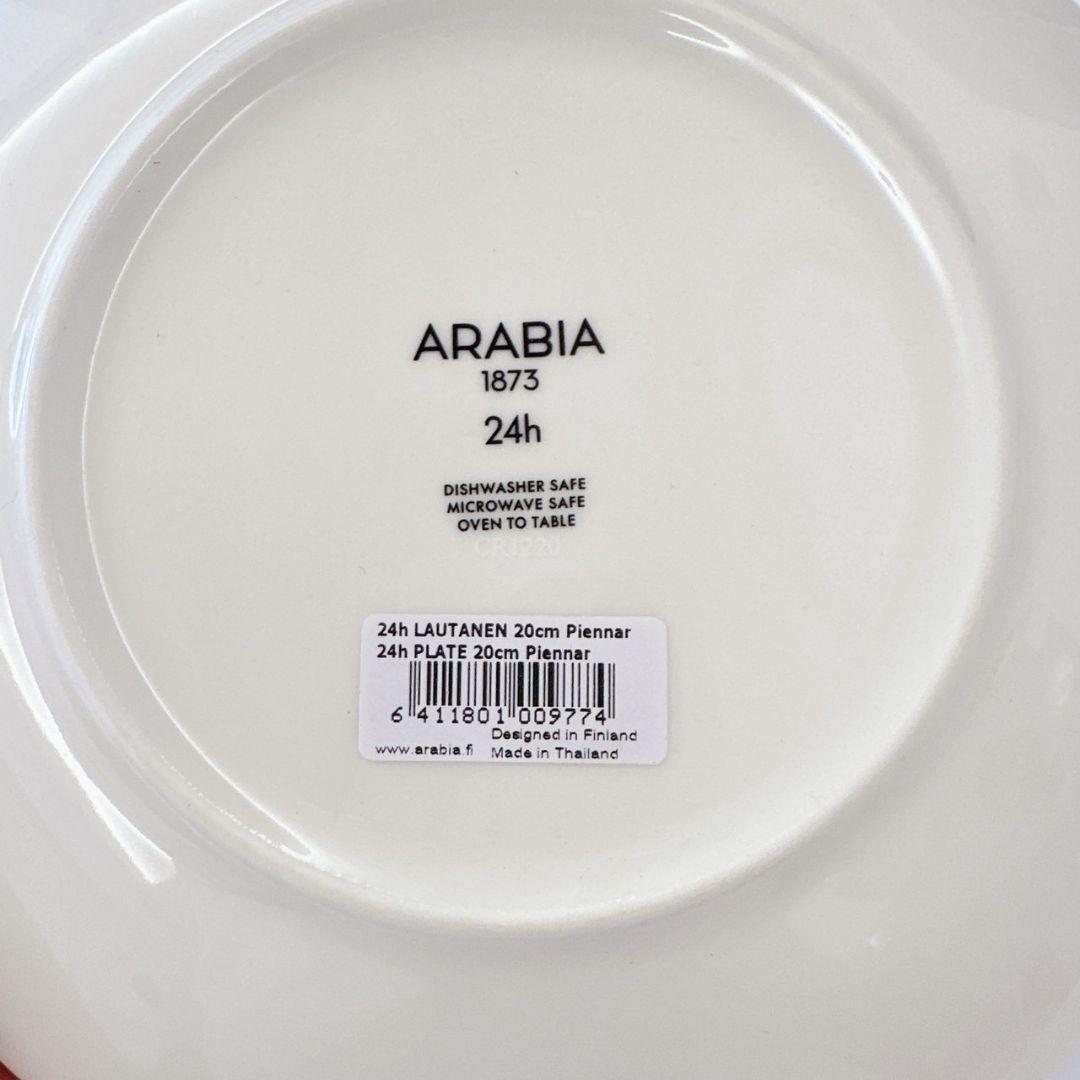 ARABIA
1873
24h
DISHWASHER SAFE
MICROWAVE SAFE
OVEN TO TABLE
CR1220
24h LAUTANEN 20cm Piennar
24h PLATE 20cm Piennar
6 411801 009774
Designed in Finland
www.arabia.fi Made in Thailand